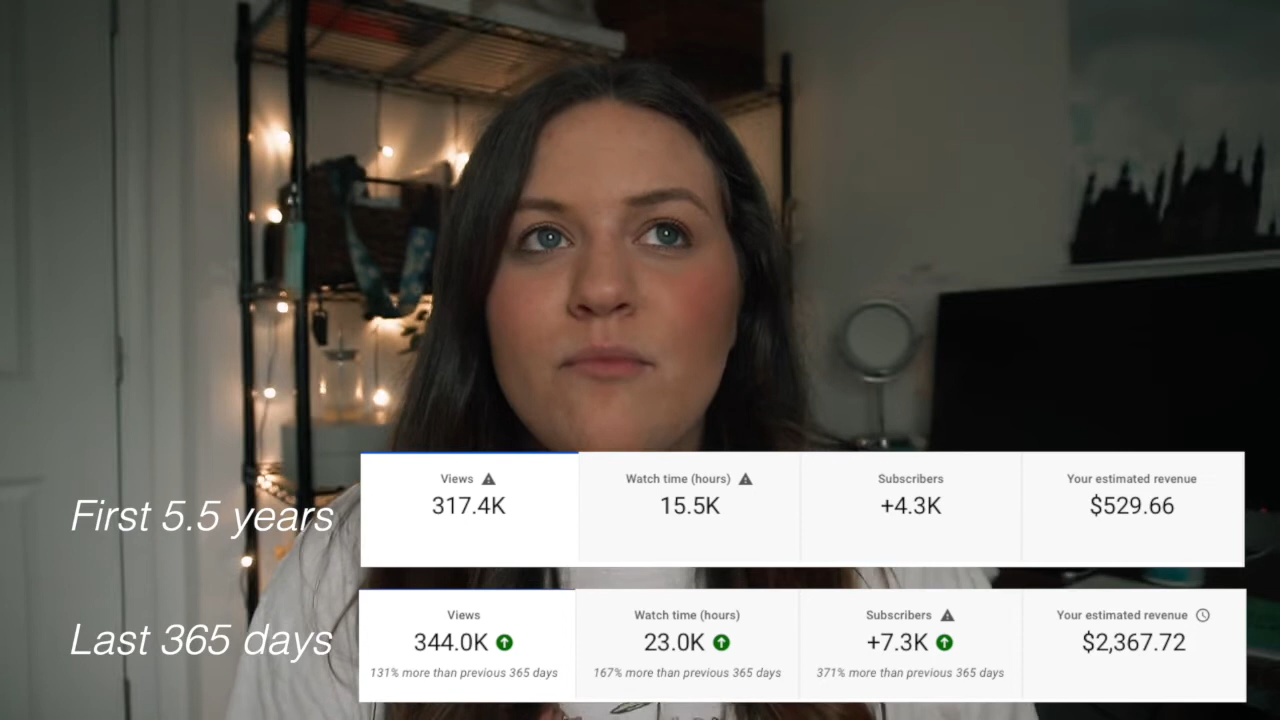 First 5.5 years
Views
317.4K
Watch time (hours)
15.5K
Subscribers
+4.3K
Your estimated revenue
$529.66
Last 365 days
Views
344.0K
131% more than previous 365 days
Watch time (hours)
23.0K
167% more than previous 365 days
Subscribers
+7.3K
371% more than previous 365 days
Your estimated revenue
$2,367.72